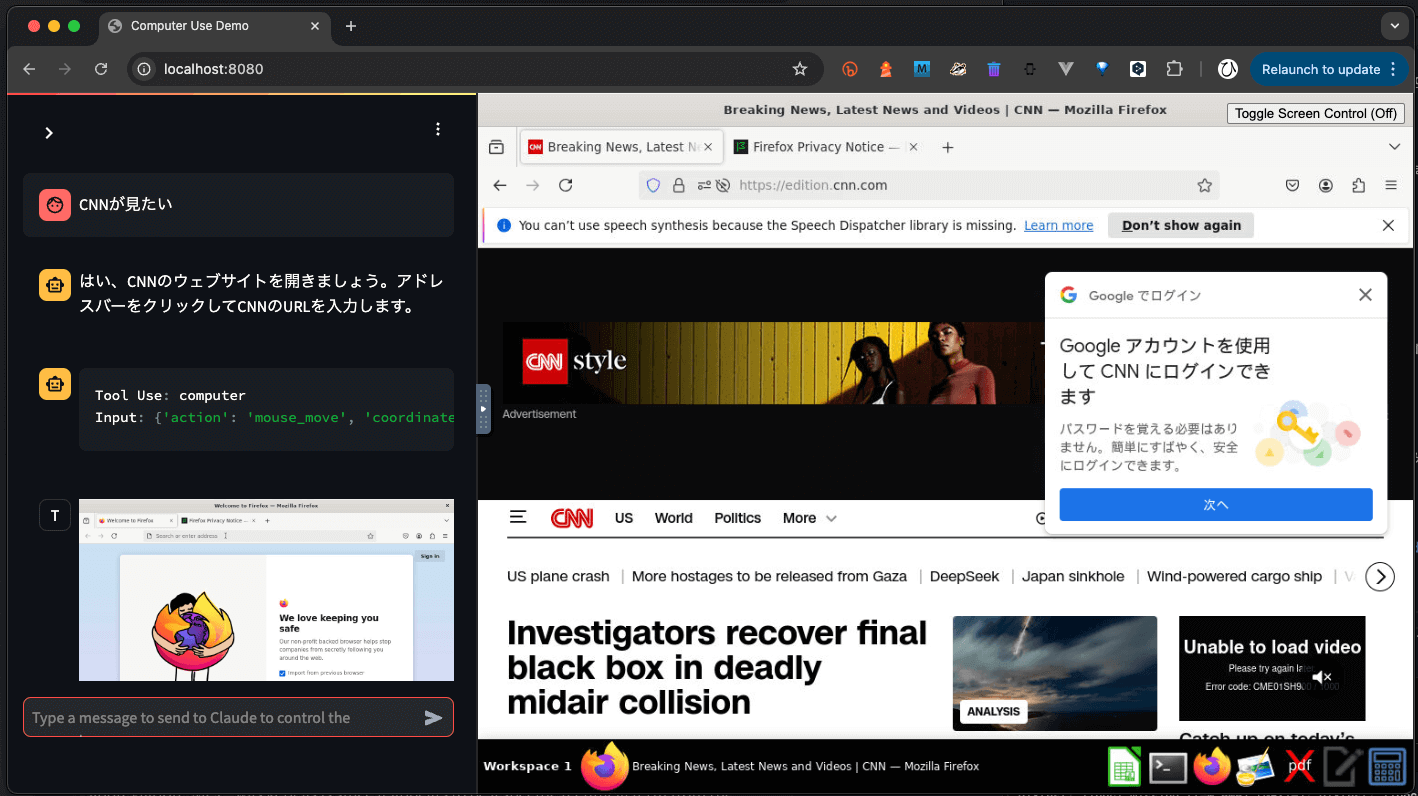 Computer Use Demo
localhost:8080
Relaunch to update
CNNが見たい
はい、CNNのウェブサイトを開きましょう。アドレ
スバーをクリックしてCNNのURLを入力します。
Tool Use: computer
Input: {'action': 'mouse_move', 'coordinate
T
Welcome to Firefox — Mozilla Firefox
Welcome to Firefox
Firefox Privacy Notice —
Search or enter address
Sign in
We love keeping you
safe
Our non-profit backed browser helps stop
companies from secretly following you
around the web.
Import from previous browser
Type a message to send to Claude to control the
Breaking News, Latest News and Videos | CNN — Mozilla Firefox
Toggle Screen Control (Off)
CNN
Breaking News, Latest N
Firefox Privacy Notice —
https://edition.cnn.com
You can't use speech synthesis because the Speech Dispatcher library is missing. Learn more
Don't show again
CNN style
Advertisement
Google でログイン
Google アカウントを使用
して CNN にログインでき
ます
パスワードを覚える必要はあり
ません。簡単にすばやく、安全
にログインできます。
次へ
CNN
US
World
Politics
More
US plane crash
More hostages to be released from Gaza
DeepSeek
Japan sinkhole
Wind-powered cargo ship
Investigators recover final
black box in deadly
midair collision
ANALYSIS
Unable to load video
Please try again later
Error code: CME01SH9.
Catch up on today's
Workspace 1
Breaking News, Latest News and Videos | CNN — Mozilla Firefox
pdf